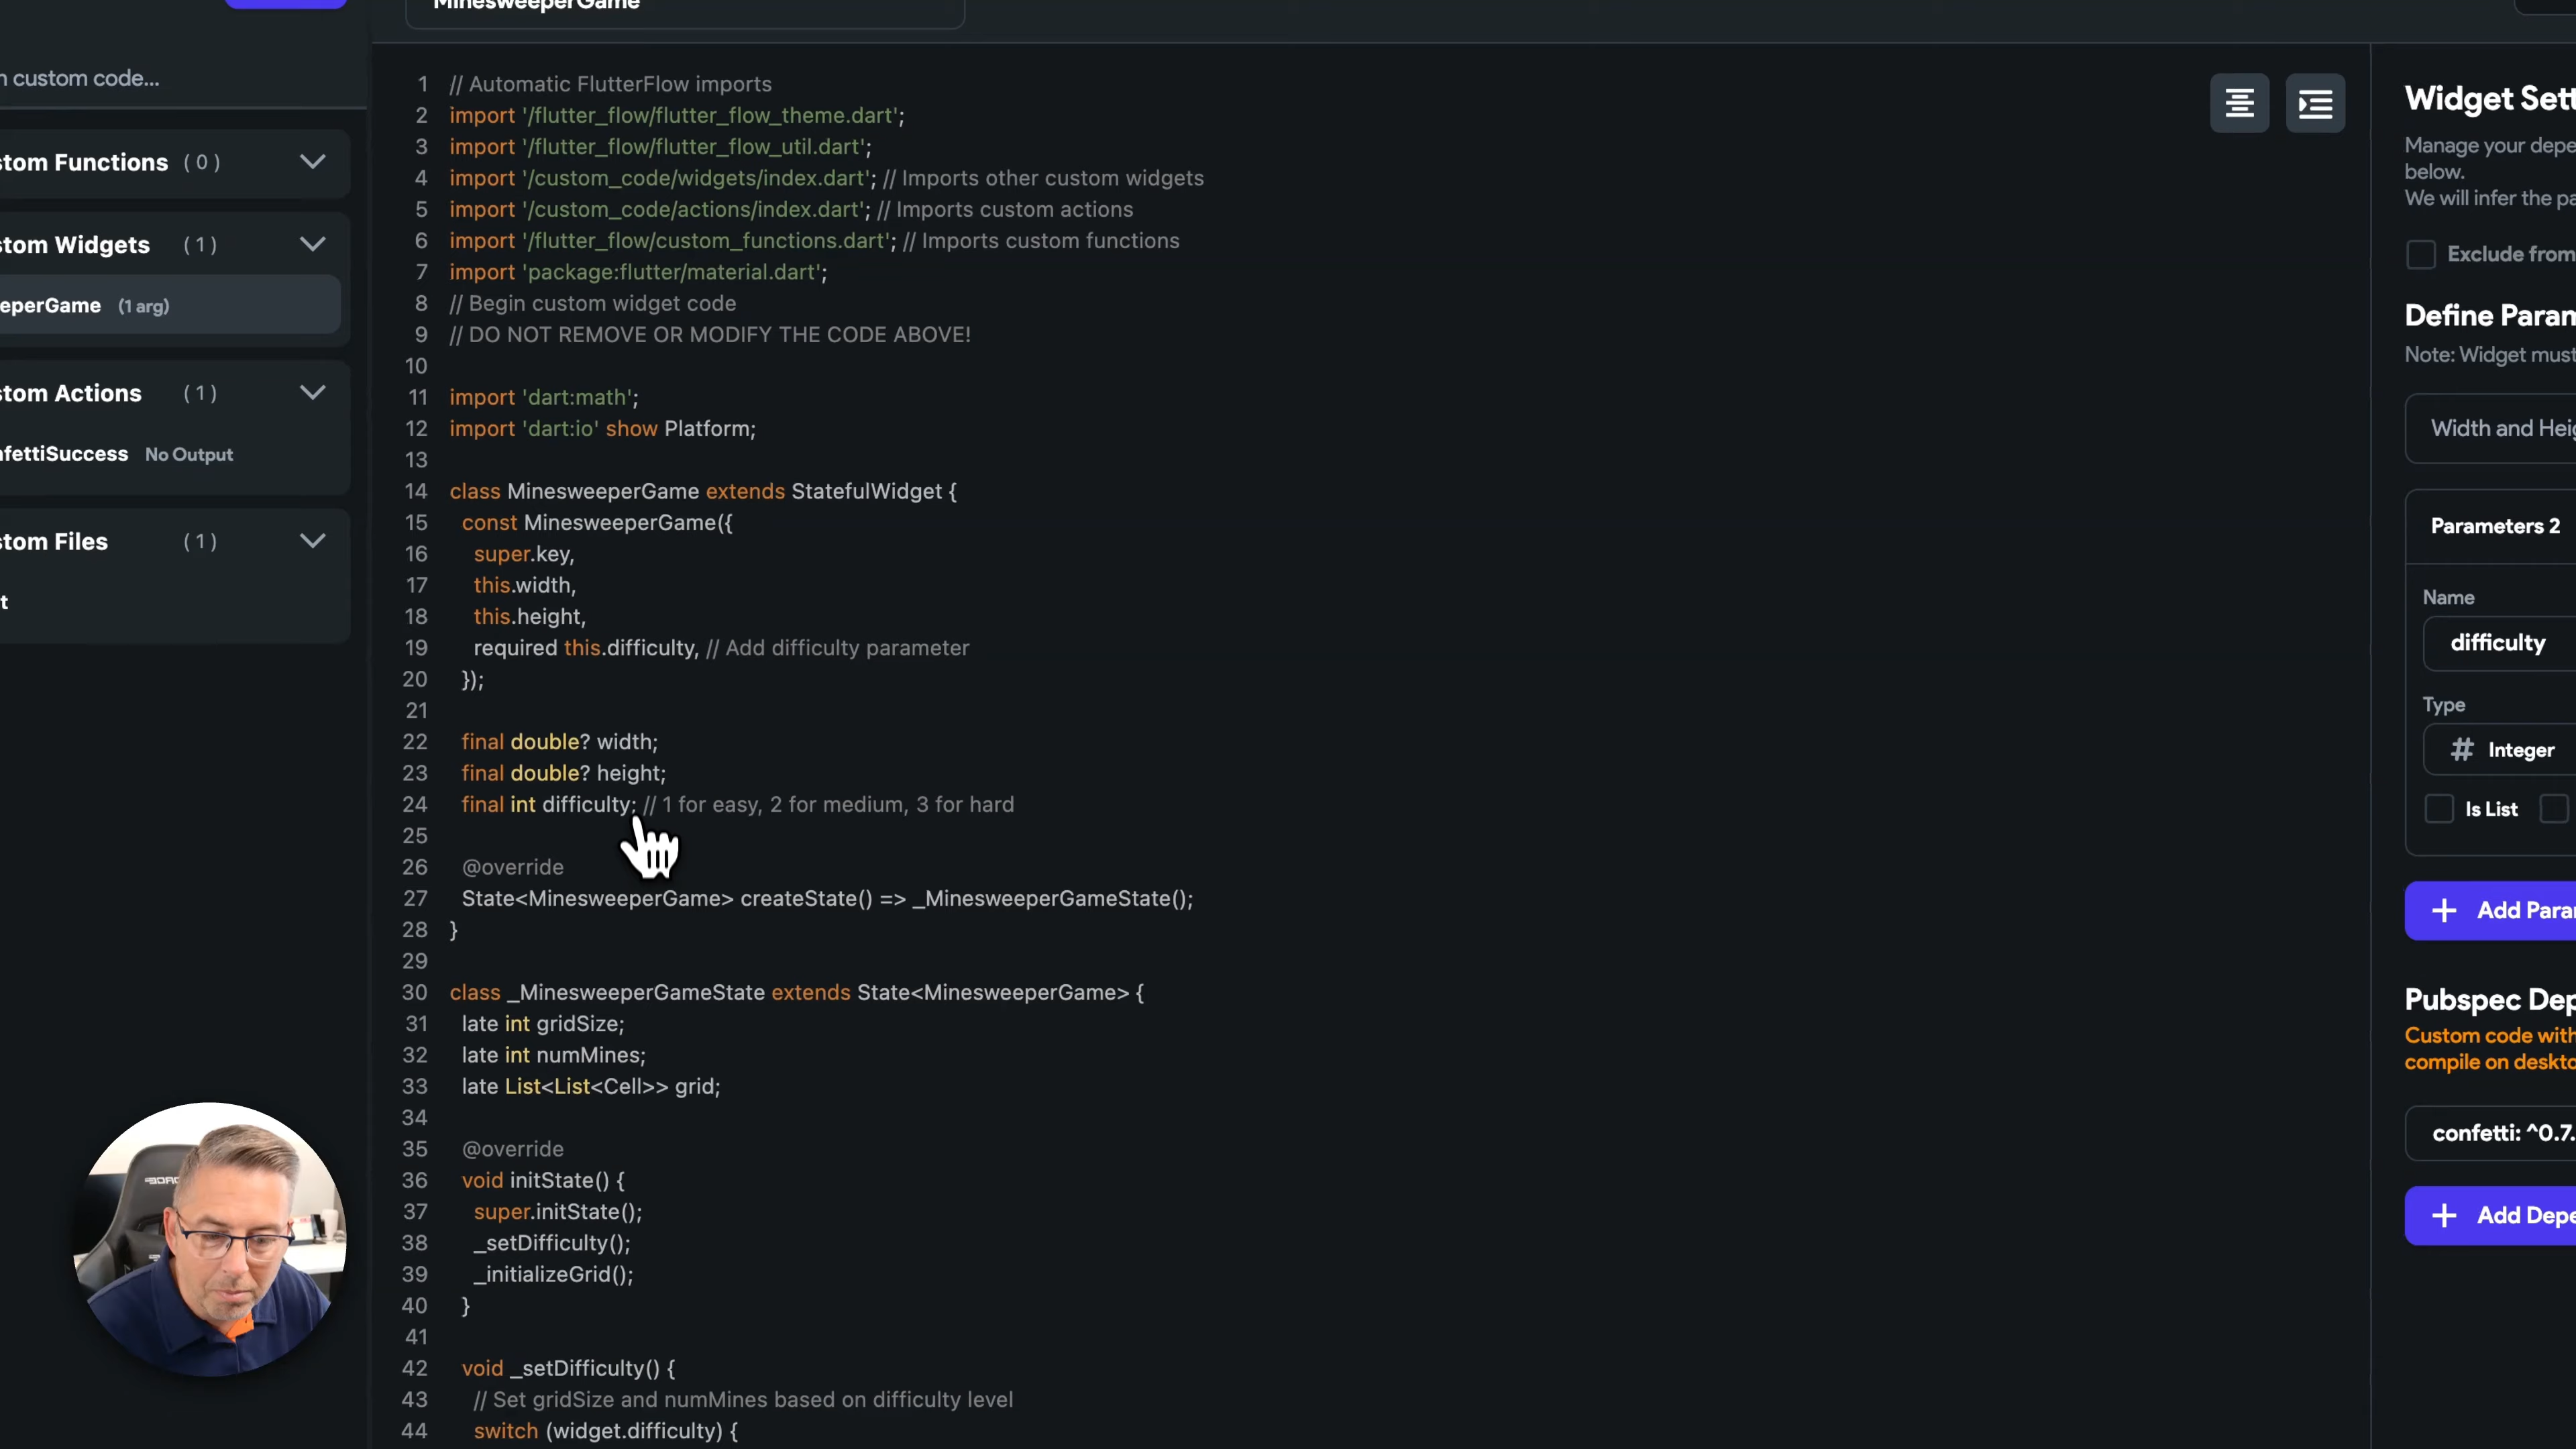 MinesweeperGame
n custom code...
stom Functions ( 0 )
stom Widgets ( 1 )
eperGame (1 arg)
stom Actions ( 1 )
nfettiSuccess No Output
stom Files ( 1 )
t
1 // Automatic FlutterFlow imports
2 import '/flutter_flow/flutter_flow_theme.dart';
3 import '/flutter_flow/flutter_flow_util.dart';
4 import '/custom_code/widgets/index.dart'; // Imports other custom widgets
5 import '/custom_code/actions/index.dart'; // Imports custom actions
6 import '/flutter_flow/custom_functions.dart'; // Imports custom functions
7 import 'package:flutter/material.dart';
8 // Begin custom widget code
9 // DO NOT REMOVE OR MODIFY THE CODE ABOVE!
10
11 import 'dart:math';
12 import 'dart:io' show Platform;
13
14 class MinesweeperGame extends StatefulWidget {
15 const MinesweeperGame({
16 super.key,
17 this.width,
18 this.height,
19 required this.difficulty, // Add difficulty parameter
20 });
21
22 final double? width;
23 final double? height;
24 final int difficulty; // 1 for easy, 2 for medium, 3 for hard
25
26 @override
27 State<MinesweeperGame> createState() => _MinesweeperGameState();
28 }
29
30 class _MinesweeperGameState extends State<MinesweeperGame> {
31 late int gridSize;
32 late int numMines;
33 late List<List<Cell>> grid;
34
35 @override
36 void initState() {
37 super.initState();
38 _setDifficulty();
39 _initializeGrid();
40 }
41
42 void _setDifficulty() {
43 // Set gridSize and numMines based on difficulty level
44 switch (widget.difficulty) {
Widget Sett
Manage your depe
below.
We will infer the pa
Exclude from
Define Param
Note: Widget must
Width and Heig
Parameters 2
Name
difficulty
Type
# Integer
Is List
+ Add Para
Pubspec Dep
Custom code with
compile on deskto
confetti: ^0.7.
+ Add Depe